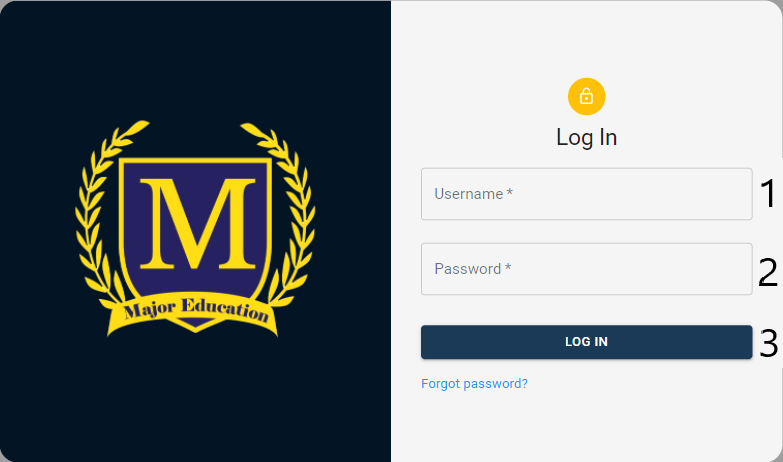 M
Major Education
Log In
Username *
1
Password *
2
LOG IN
3
Forgot password?